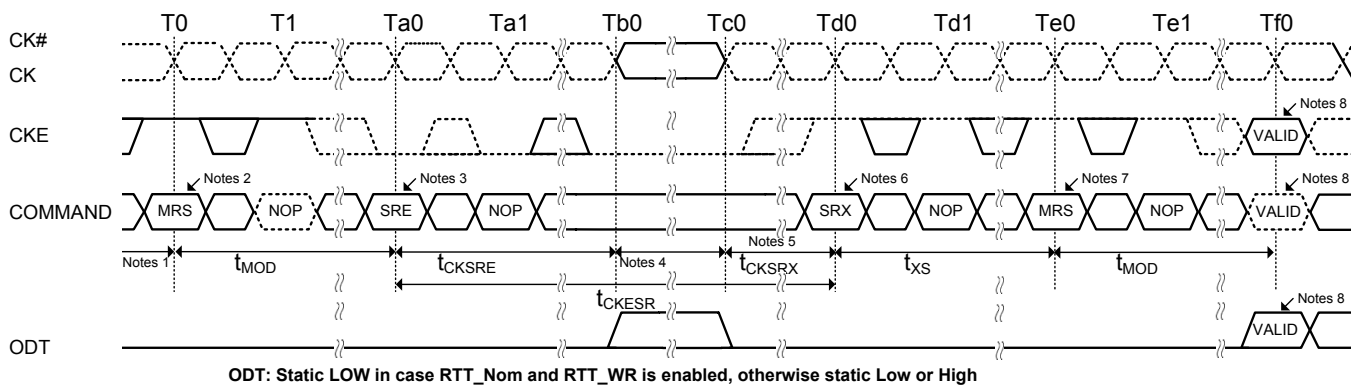 T0 T1 Ta0 Ta1 Tb0 Tc0 Td0 Td1 Te0 Te1 Tf0
CK#
CK
Notes 8
CKE
VALID
Notes 2 Notes 3 Notes 6 Notes 7 Notes 8
COMMAND MRS NOP SRE NOP SRX NOP MRS NOP VALID
Notes 1 tMOD tCKSRE Notes 4 Notes 5 tCKSRX tXS tMOD
tCKESR
Notes 8
VALID
ODT
ODT: Static LOW in case RTT_Nom and RTT_WR is enabled, otherwise static Low or High